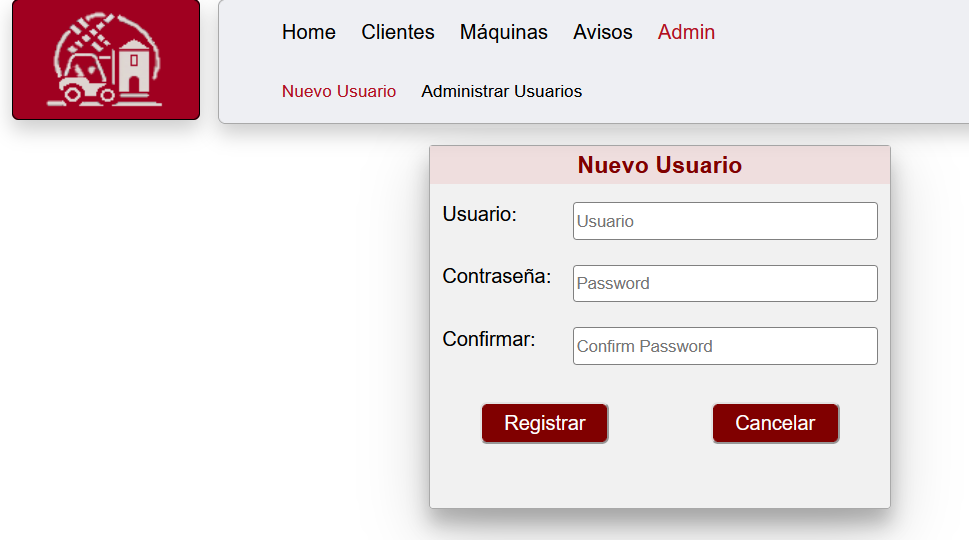 Home Clientes Máquinas Avisos Admin
Nuevo Usuario Administrar Usuarios
Nuevo Usuario
Usuario: Usuario
Contraseña: Password
Confirmar: Confirm Password
Registrar Cancelar